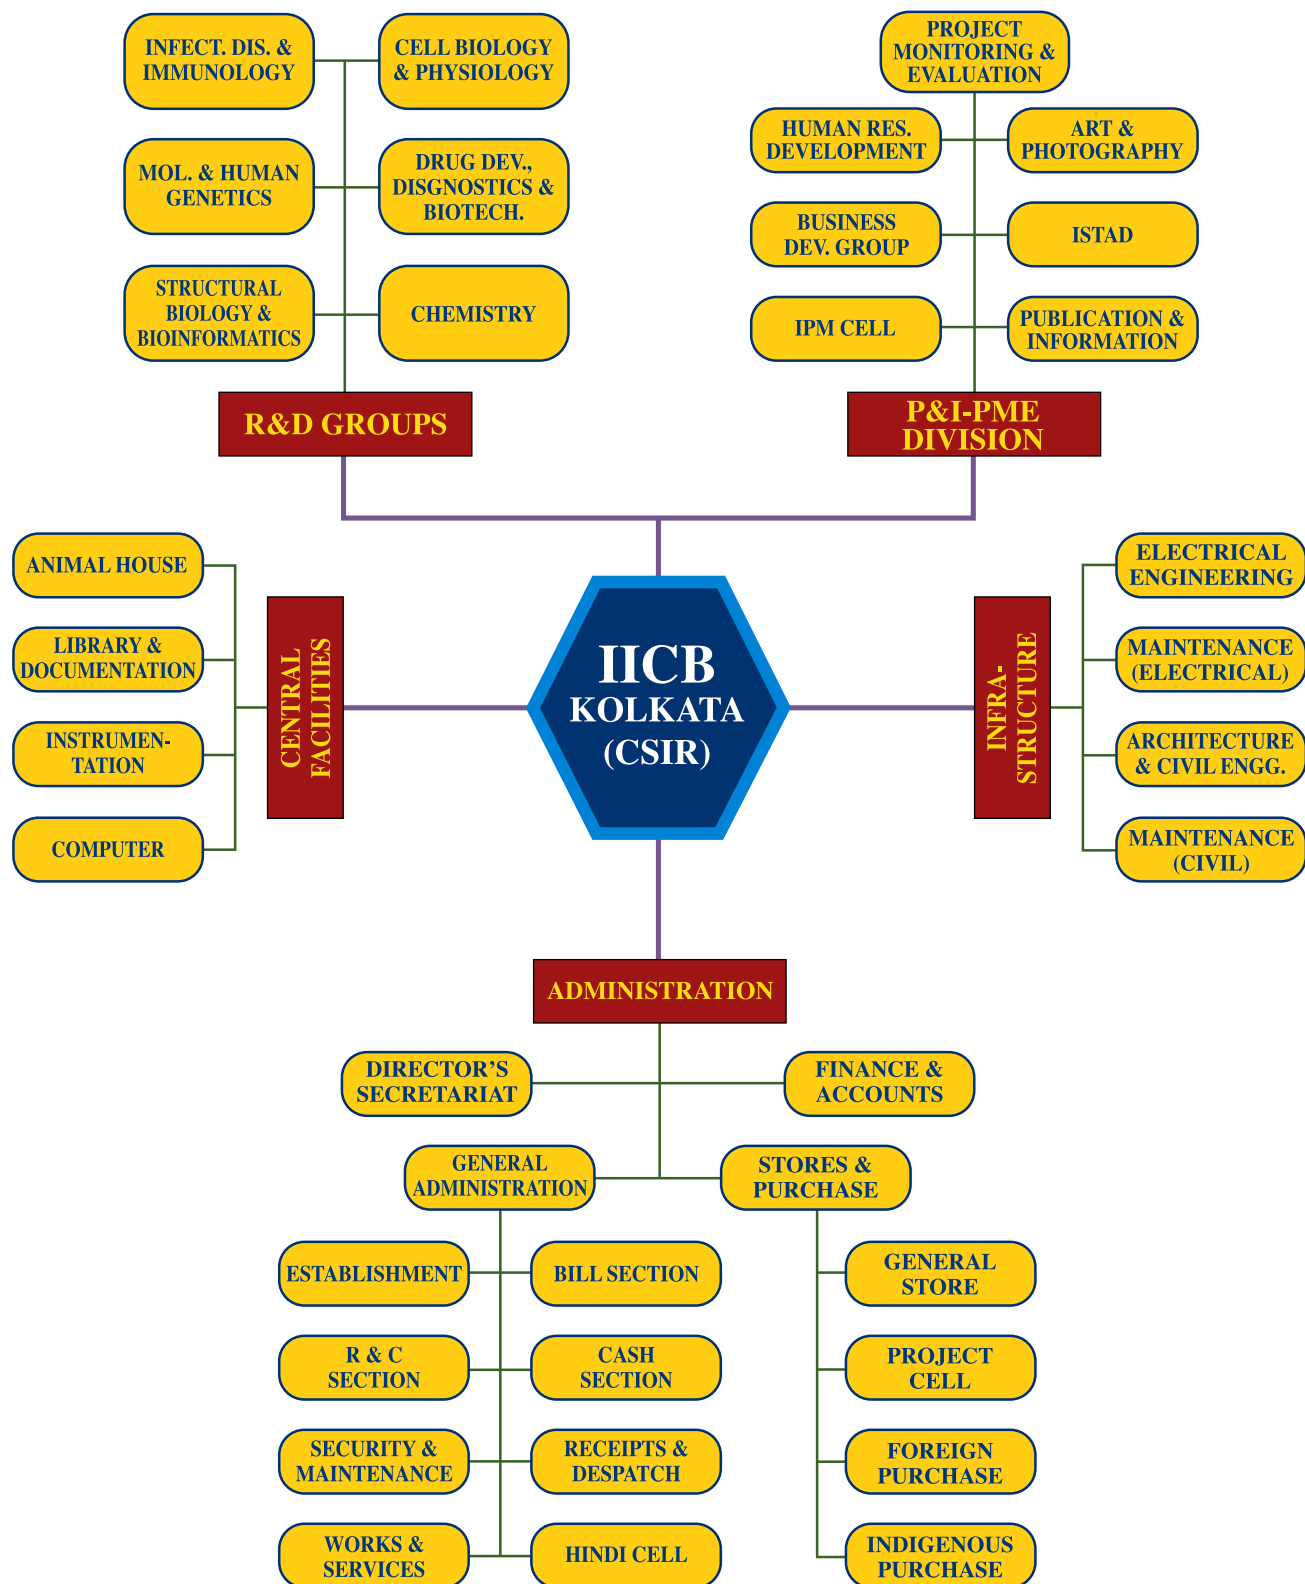 INFECT. DIS. &
IMMUNOLOGY
CELL BIOLOGY
& PHYSIOLOGY
MOL. & HUMAN
GENETICS
DRUG DEV.,
DISGNOSTICS &
BIOTECH.
STRUCTURAL
BIOLOGY &
BIOINFORMATICS
CHEMISTRY
R&D GROUPS
PROJECT
MONITORING &
EVALUATION
HUMAN RES.
DEVELOPMENT
ART &
PHOTOGRAPHY
BUSINESS
DEV. GROUP
ISTAD
IPM CELL
PUBLICATION &
INFORMATION
P&I-PME
DIVISION
ANIMAL HOUSE
LIBRARY &
DOCUMENTATION
INSTRUMEN-
TATION
COMPUTER
CENTRAL
FACILITIES
IICB
KOLKATA
(CSIR)
INFRA-
STRUCTURE
ELECTRICAL
ENGINEERING
MAINTENANCE
(ELECTRICAL)
ARCHITECTURE
& CIVIL ENGG.
MAINTENANCE
(CIVIL)
ADMINISTRATION
DIRECTOR’S
SECRETARIAT
FINANCE &
ACCOUNTS
GENERAL
ADMINISTRATION
STORES &
PURCHASE
ESTABLISHMENT
BILL SECTION
R & C
SECTION
CASH
SECTION
SECURITY &
MAINTENANCE
RECEIPTS &
DESPATCH
WORKS &
SERVICES
HINDI CELL
GENERAL
STORE
PROJECT
CELL
FOREIGN
PURCHASE
INDIGENOUS
PURCHASE